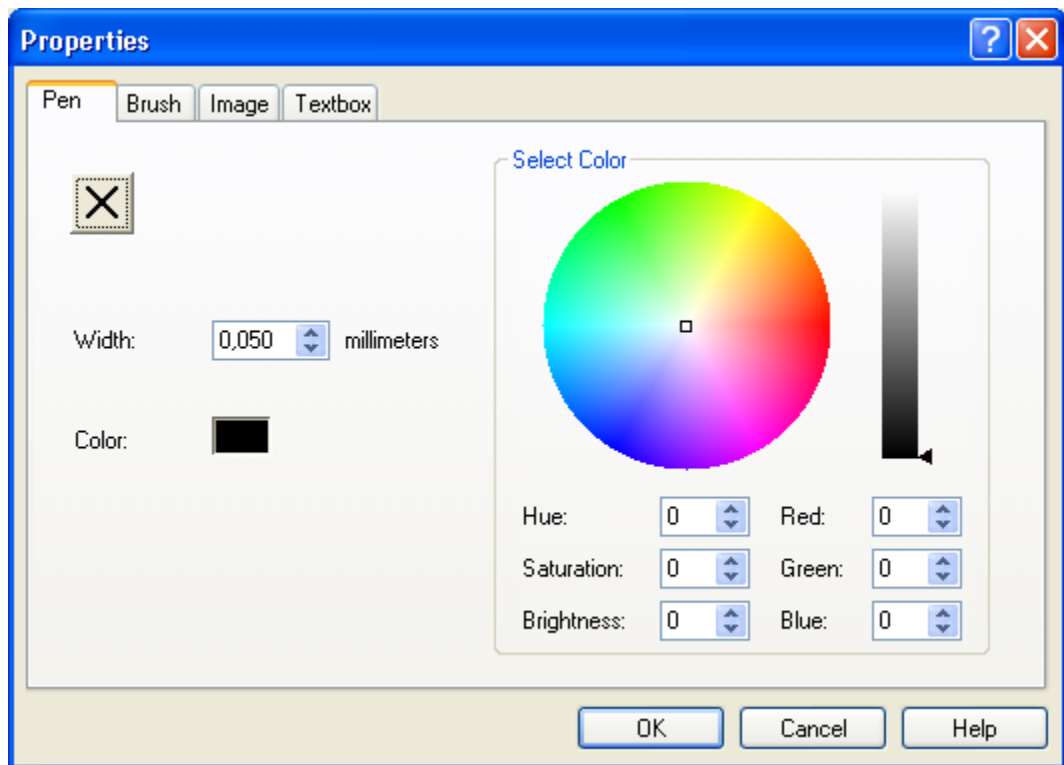 Properties
Pen Brush Image Textbox
Select Color
Width: 0,050 millimeters
Color:
Hue: 0 Red: 0
Saturation: 0 Green: 0
Brightness: 0 Blue: 0
OK Cancel Help